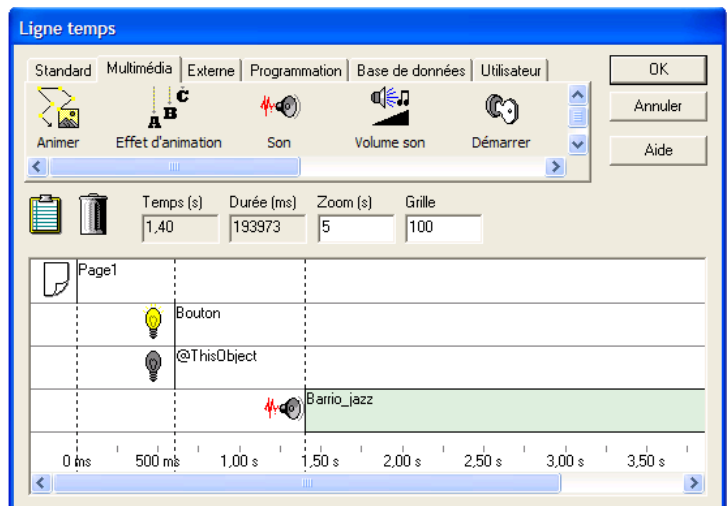 Ligne temps
Standard Multimédia Externe Programmation Base de données Utilisateur
OK
Annuler
Aide
A B C
Animer Effet d'animation Son Volume son Démarrer
Temps (s) Durée (ms) Zoom (s) Grille
1,40 193973 5 100
Page1
Bouton
@ThisObject
Barrio_jazz
0 ms 500 ms 1,00 s 1,50 s 2,00 s 2,50 s 3,00 s 3,50 s